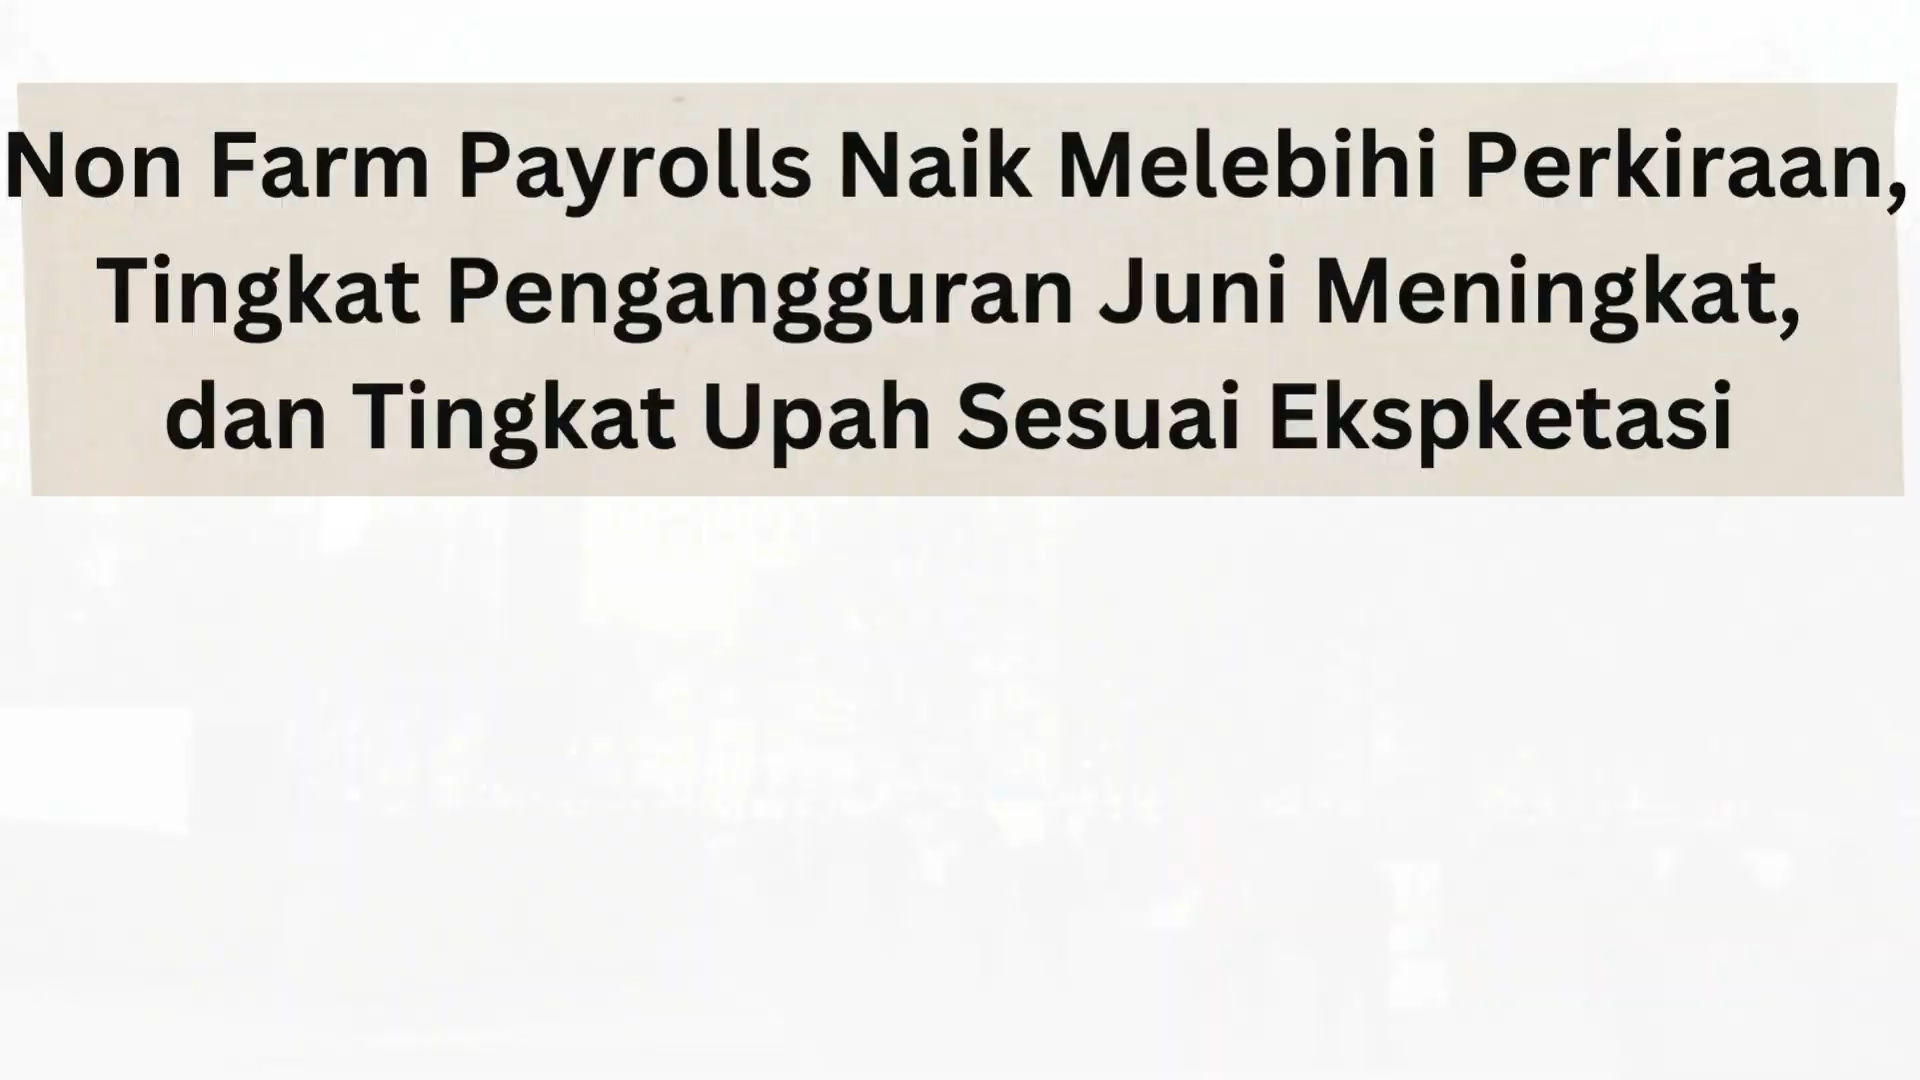 Non Farm Payrolls Naik Melebihi Perkiraan,
Tingkat Pengangguran Juni Meningkat,
dan Tingkat Upah Sesuai Ekspketasi